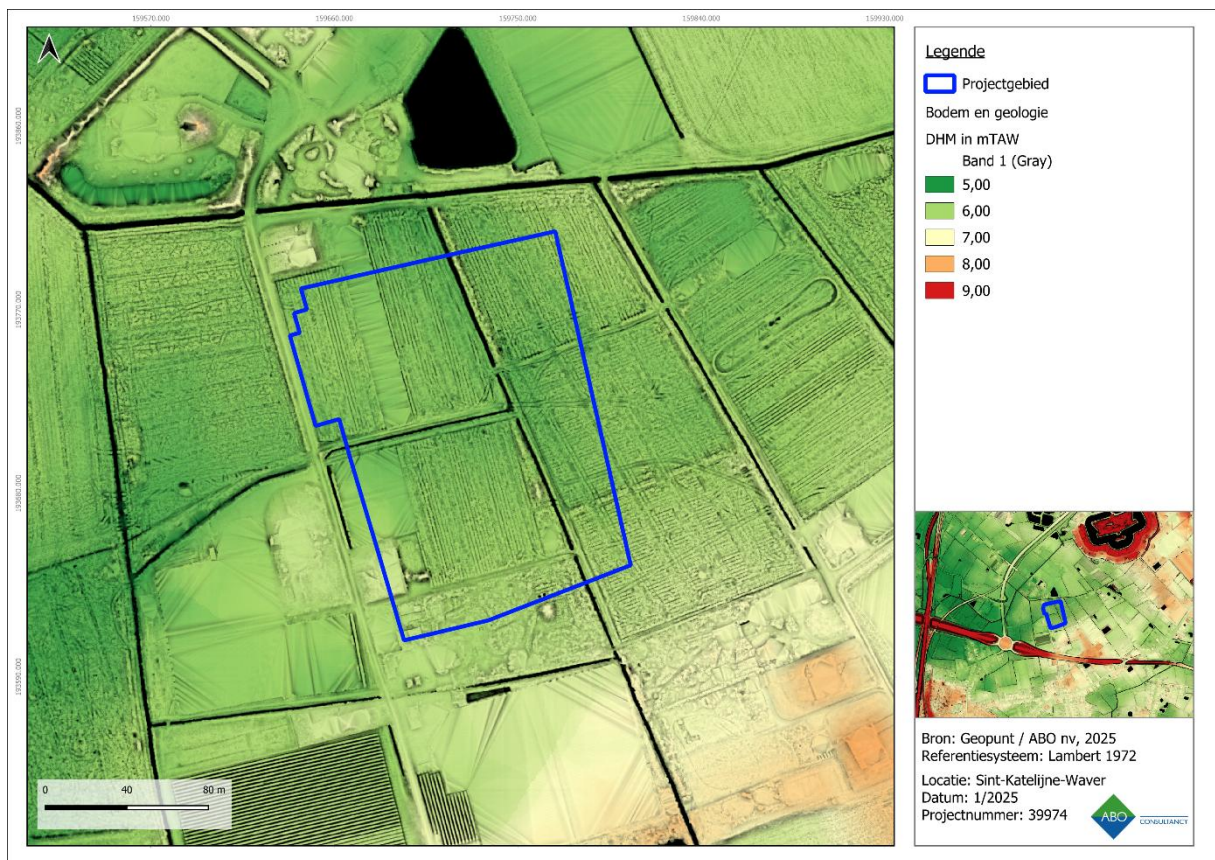 159570.000
159660.000
159750.000
159840.000
159930.000
193860.000
193770.000
193680.000
193590.000
0
40
80 m
Legende
Projectgebied
Bodem en geologie
DHM in mTAW
Band 1 (Gray)
5,00
6,00
7,00
8,00
9,00
Bron: Geopunt / ABO nv, 2025
Referentiesysteem: Lambert 1972
Locatie: Sint-Katelijne-Waver
Datum: 1/2025
Projectnummer: 39974
ABO
CONSULTANCY